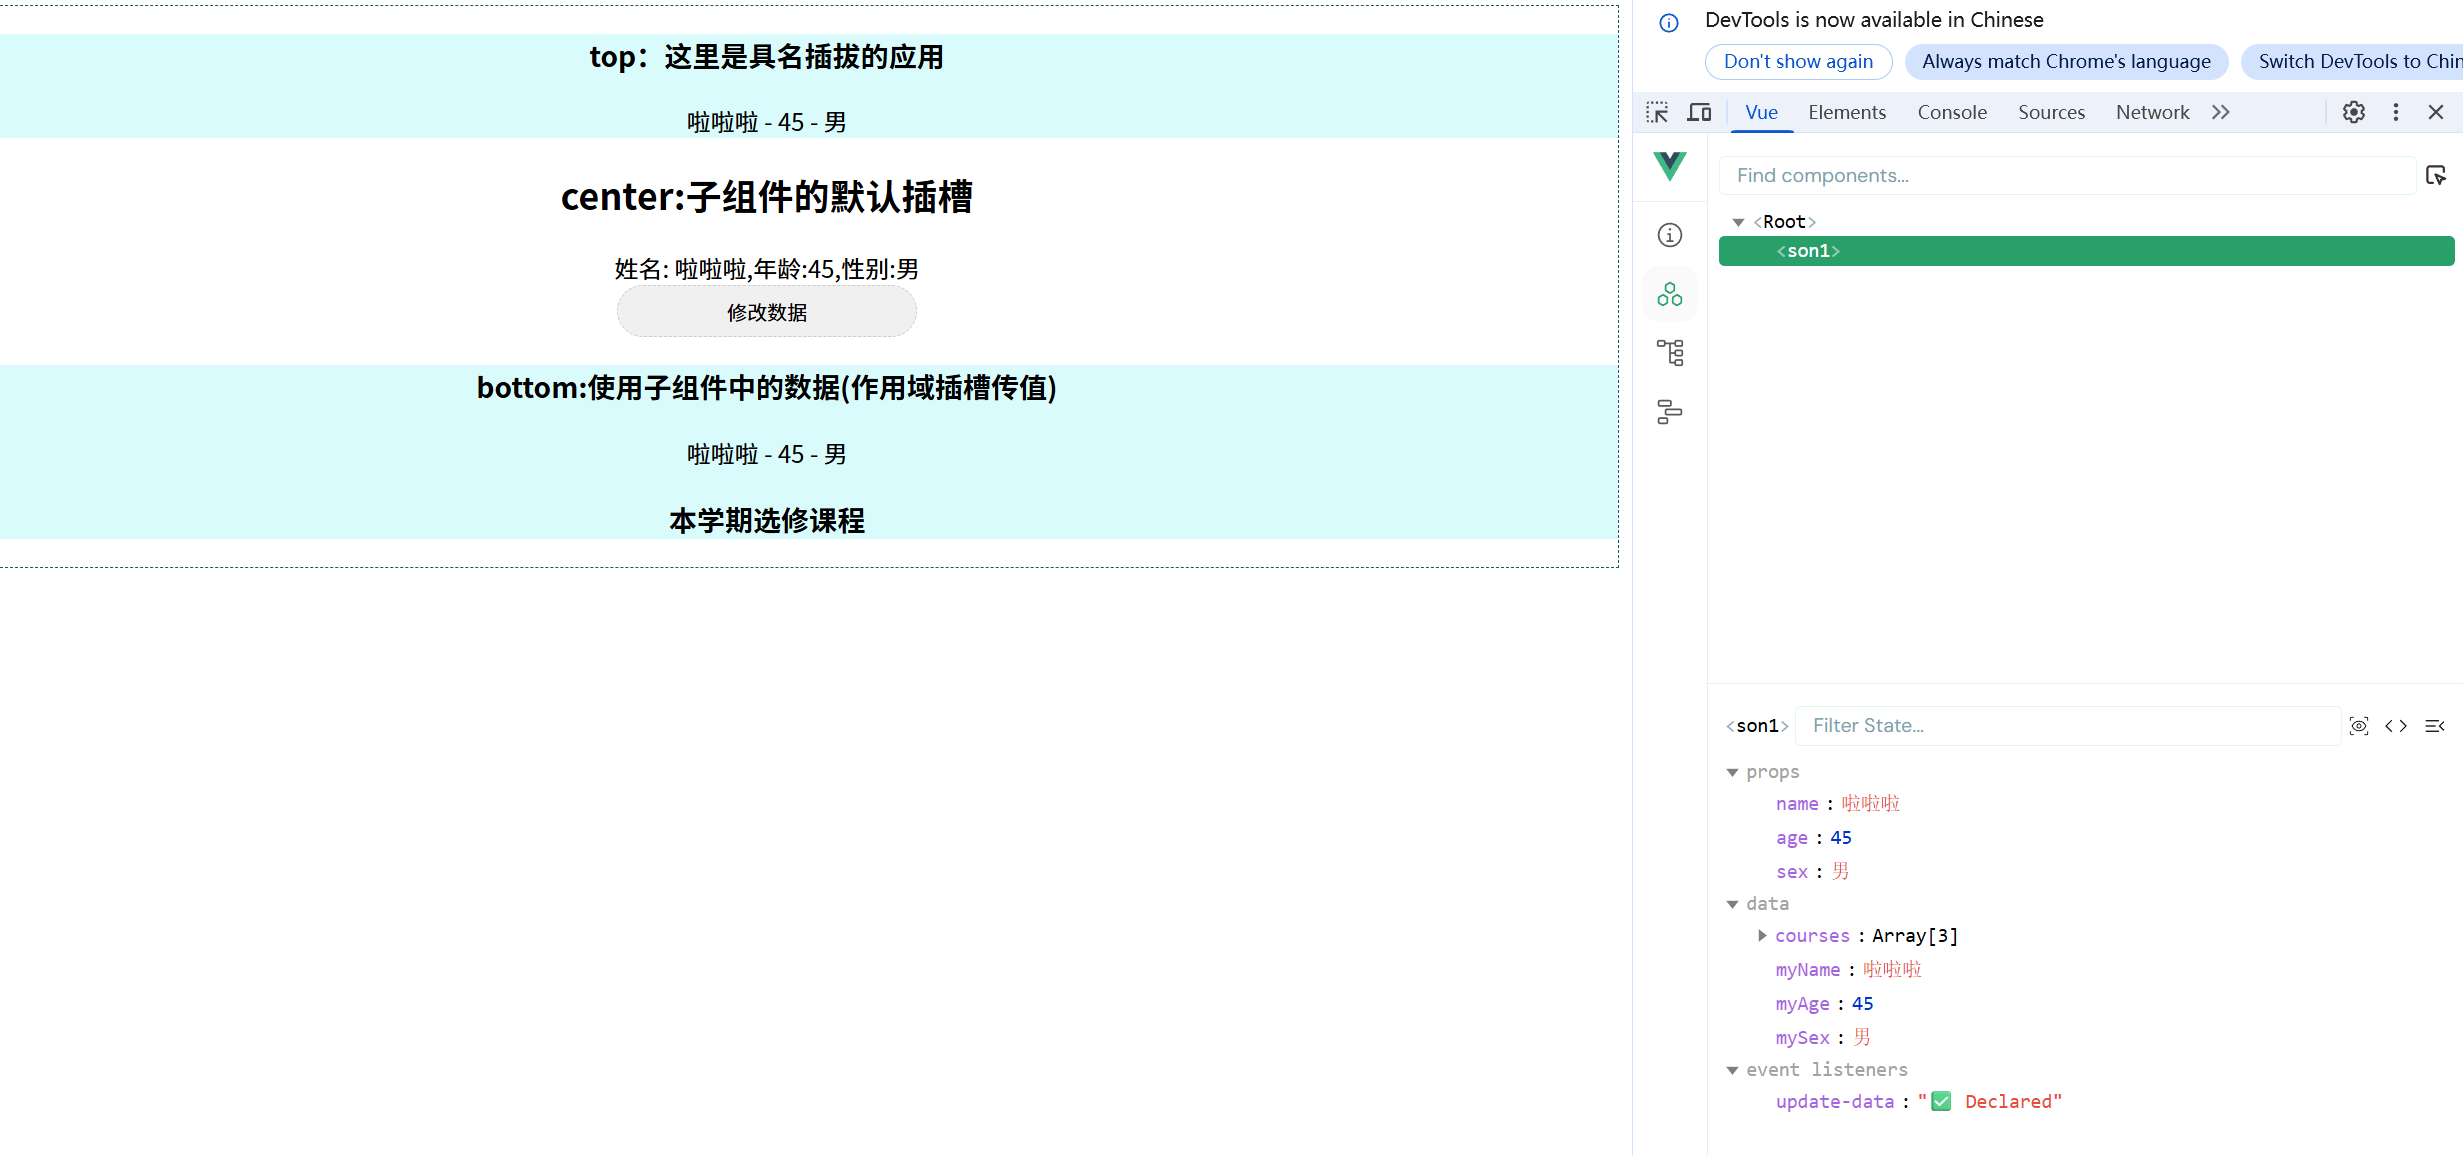 top：这里是具名插拔的应用
啦啦啦 - 45 - 男
center:子组件的默认插槽
姓名: 啦啦啦,年龄:45,性别:男
修改数据
bottom:使用子组件中的数据(作用域插槽传值)
啦啦啦 - 45 - 男
本学期选修课程
DevTools is now available in Chinese
Don't show again Always match Chrome's language Switch DevTools to Chin
Vue Elements Console Sources Network
Find components...
<Root>
<son1>
<son1> Filter State...
props
name : 啦啦啦
age : 45
sex : 男
data
courses : Array[3]
myName : 啦啦啦
myAge : 45
mySex : 男
event listeners
update-data : "✅ Declared"